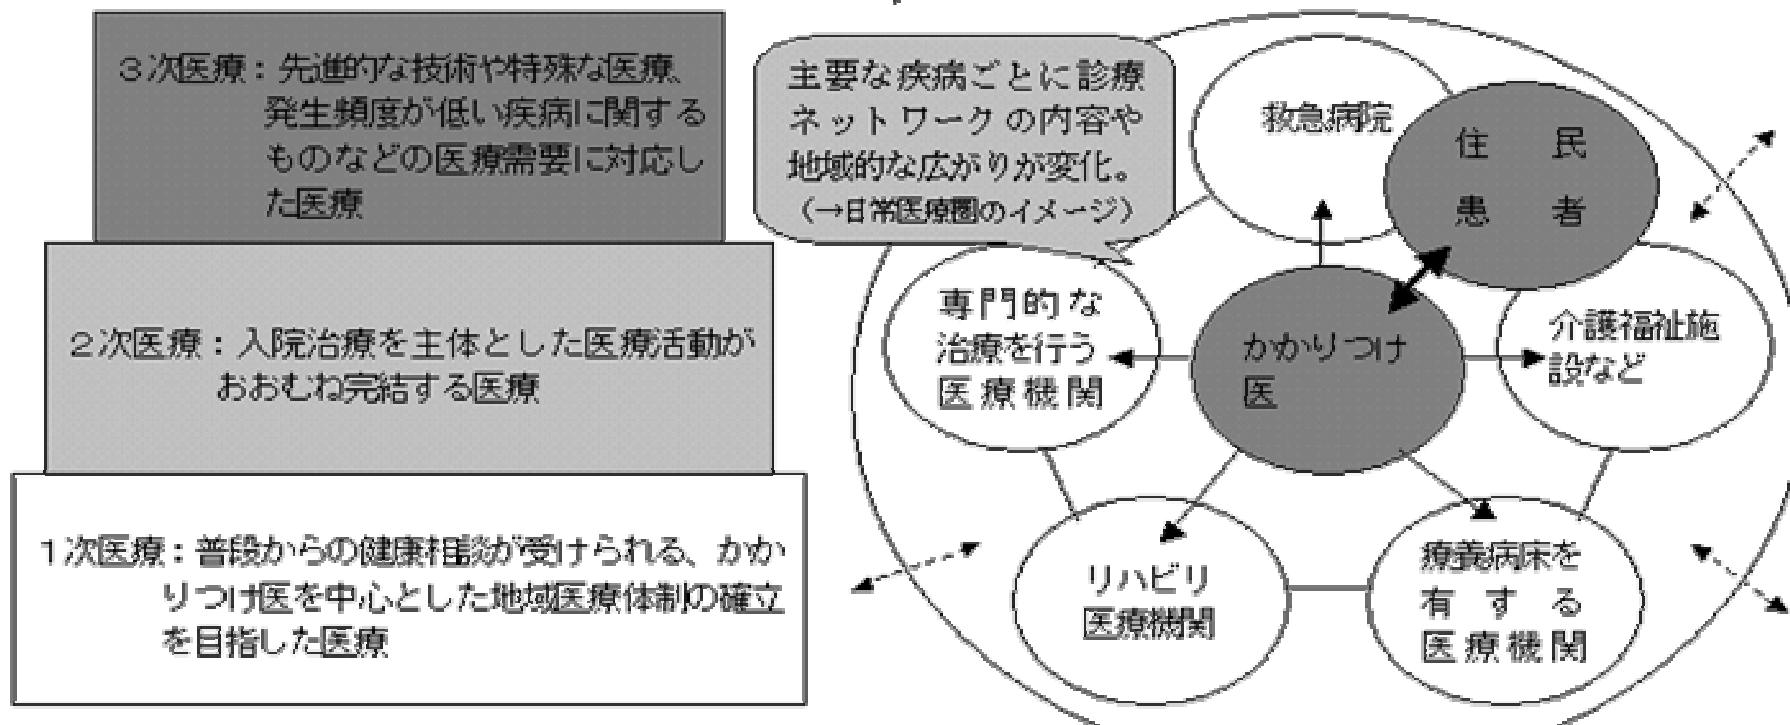 3次医療：先進的な技術や特殊な医療、
発生頻度が低い疾病に関する
ものなどの医療需要に対応し
た医療
2次医療：入院治療を主体とした医療活動が
おおむね完結する医療
1次医療：普段からの健康相談が受けられる、かか
りつけ医を中心とした地域医療体制の確立
を目指した医療
主要な疾病ごとに診療
ネットワークの内容や
地域的な広がりが変化。
（→日常医療圏のイメージ）
救急病院
住民
患者
専門的な
治療を行う
医療機関
かかりつけ
医
介護福祉施
設など
リハビリ
医療機関
療養病床を
有する
医療機関